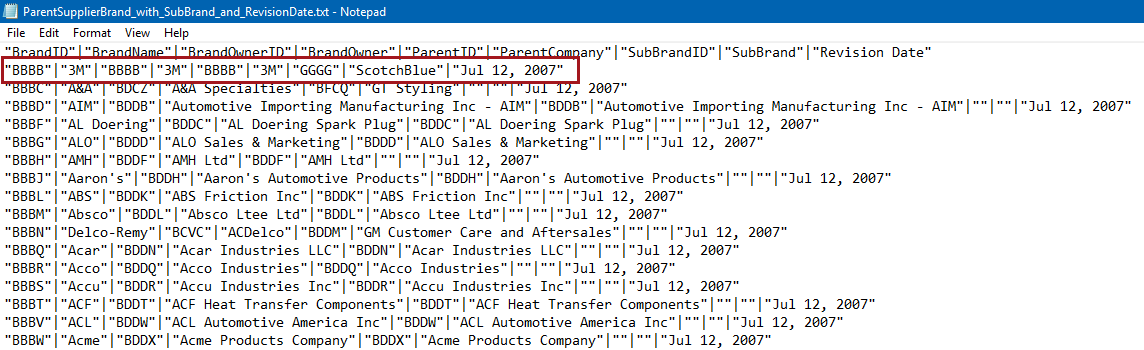 ParentSupplierBrand_with_SubBrand_and_RevisionDate.txt - Notepad
File Edit Format View Help
"BrandID"|"BrandName"|"BrandOwnerID"|"BrandOwner"|"ParentID"|"ParentCompany"|"SubBrandID"|"SubBrand"|"Revision Date"
"BBBB"|"3M"|"BBBB"|"3M"|"BBBB"|"3M"|"GGGG"|"ScotchBlue"|"Jul 12, 2007"
"BBBC"|"A&A"|"BDCZ"|"A&A Specialties"|"BFCQ"|"GT Styling"|""|""|"Jul 12, 2007"
"BBBD"|"AIM"|"BDDB"|"Automotive Importing Manufacturing Inc - AIM"|"BDDB"|"Automotive Importing Manufacturing Inc - AIM"|""|""|"Jul 12, 2007"
"BBBF"|"AL Doering"|"BDDC"|"AL Doering Spark Plug"|"BDDC"|"AL Doering Spark Plug"|""|""|"Jul 12, 2007"
"BBBG"|"ALO"|"BDDD"|"ALO Sales & Marketing"|"BDDD"|"ALO Sales & Marketing"|""|""|"Jul 12, 2007"
"BBBH"|"AMH"|"BDDF"|"AMH Ltd"|"BDDF"|"AMH Ltd"|""|""|"Jul 12, 2007"
"BBBJ"|"Aaron's"|"BDDH"|"Aaron's Automotive Products"|"BDDH"|"Aaron's Automotive Products"|""|""|"Jul 12, 2007"
"BBBL"|"ABS"|"BDDK"|"ABS Friction Inc"|"BDDK"|"ABS Friction Inc"|""|""|"Jul 12, 2007"
"BBBM"|"Absco"|"BDDL"|"Absco Ltee Ltd"|"BDDL"|"Absco Ltee Ltd"|""|""|"Jul 12, 2007"
"BBBN"|"Delco-Remy"|"BCVC"|"ACDelco"|"BDDM"|"GM Customer Care and Aftersales"|""|""|"Jul 12, 2007"
"BBBQ"|"Acar"|"BDDN"|"Acar Industries LLC"|"BDDN"|"Acar Industries LLC"|""|""|"Jul 12, 2007"
"BBBR"|"Acco"|"BDDQ"|"Acco Industries"|"BDDQ"|"Acco Industries"|""|""|"Jul 12, 2007"
"BBBS"|"Accu"|"BDDR"|"Accu Industries Inc"|"BDDR"|"Accu Industries Inc"|""|""|"Jul 12, 2007"
"BBBT"|"ACF"|"BDDT"|"ACF Heat Transfer Components"|"BDDT"|"ACF Heat Transfer Components"|""|""|"Jul 12, 2007"
"BBBV"|"ACL"|"BDDW"|"ACL Automotive America Inc"|"BDDW"|"ACL Automotive America Inc"|""|""|"Jul 12, 2007"
"BBBW"|"Acme"|"BDDX"|"Acme Products Company"|"BDDX"|"Acme Products Company"|""|""|"Jul 12, 2007"